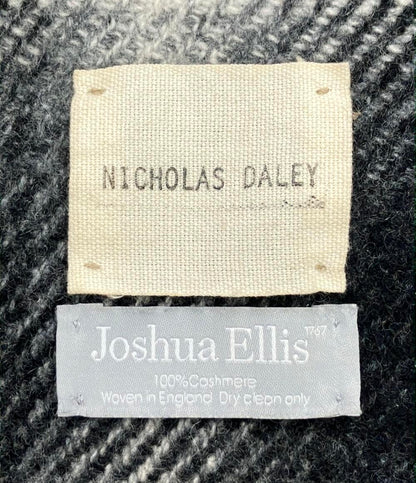 NICHOLAS DALEY
Joshua Ellis 1767
100% Cashmere
Woven in England Dry clean only